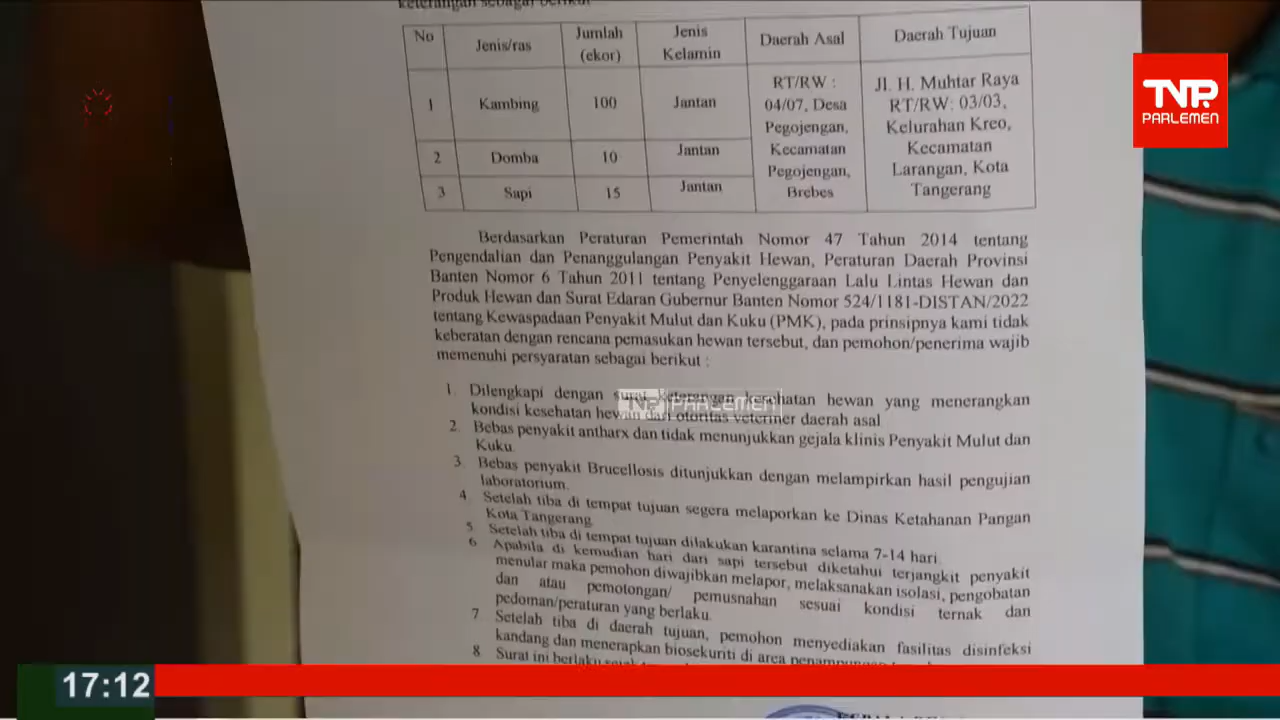 keterangan sebagai berikut
No Jenis/ras Jumlah (ekor) Jenis Kelamin Daerah Asal Daerah Tujuan
1 Kambing 100 Jantan
2 Domba 10 Jantan
3 Sapi 15 Jantan
RT/RW :
04/07, Desa
Pegojengan,
Kecamatan
Pegojengan,
Brebes
Jl. H. Muhtar Raya
RT/RW: 03/03,
Kelurahan Kreo,
Kecamatan
Larangan, Kota
Tangerang
TVP
PARLEMEN
Berdasarkan Peraturan Pemerintah Nomor 47 Tahun 2014 tentang
Pengendalian dan Penanggulangan Penyakit Hewan, Peraturan Daerah Provinsi
Banten Nomor 6 Tahun 2011 tentang Penyelenggaraan Lalu Lintas Hewan dan
Produk Hewan dan Surat Edaran Gubernur Banten Nomor 524/1181-DISTAN/2022
tentang Kewaspadaan Penyakit Mulut dan Kuku (PMK), pada prinsipnya kami tidak
keberatan dengan rencana pemasukan hewan tersebut, dan pemohon/penerima wajib
memenuhi persyaratan sebagai berikut :
1. Dilengkapi dengan surat keterangan kesehatan hewan yang menerangkan
kondisi kesehatan hewan dari otoritas veteriner daerah asal
TVP PARLEMEN
2. Bebas penyakit antharx dan tidak menunjukkan gejala klinis Penyakit Mulut dan
Kuku.
3. Bebas penyakit Brucellosis ditunjukkan dengan melampirkan hasil pengujian
laboratorium.
4. Setelah tiba di tempat tujuan segera melaporkan ke Dinas Ketahanan Pangan
Kota Tangerang
5. Setelah tiba di tempat tujuan dilakukan karantina selama 7-14 hari.
6. Apabila di kemudian hari dari sapi tersebut diketahui terjangkit penyakit
menular maka pemohon diwajibkan melapor, melaksanakan isolasi, pengobatan
dan atau pemotongan/ pemusnahan sesuai kondisi ternak dan
pedoman/peraturan yang berlaku.
7. Setelah tiba di daerah tujuan, pemohon menyediakan fasilitas disinfeksi
kandang dan menerapkan biosekuriti di area
8. Surat ini berlaku
17:12